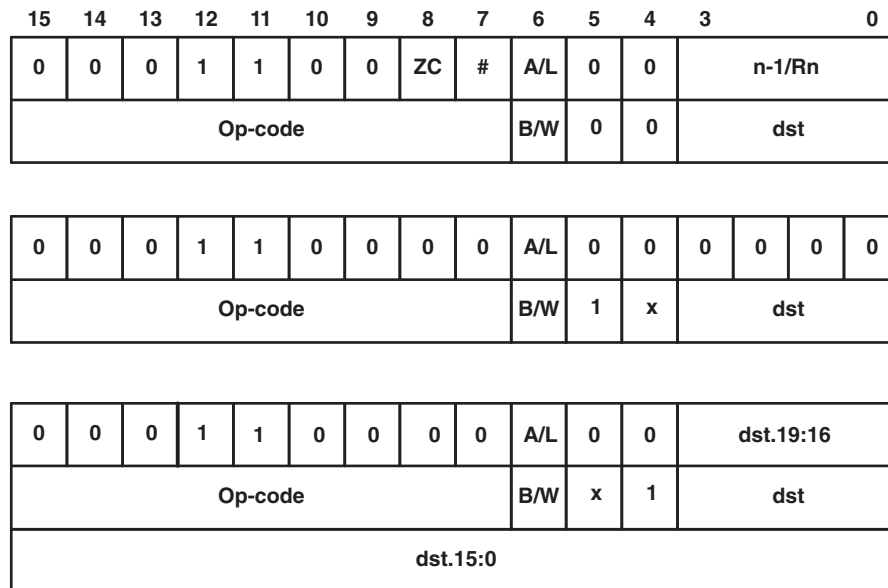 15 14 13 12 11 10 9 8 7 6 5 4 3 0
0 0 0 1 1 0 0 ZC # A/L 0 0 n-1/Rn
Op-code B/W 0 0 dst
0 0 0 1 1 0 0 0 0 A/L 0 0 0 0 0 0
Op-code B/W 1 x dst
0 0 0 1 1 0 0 0 0 A/L 0 0 dst.19:16
Op-code B/W x 1 dst
dst.15:0